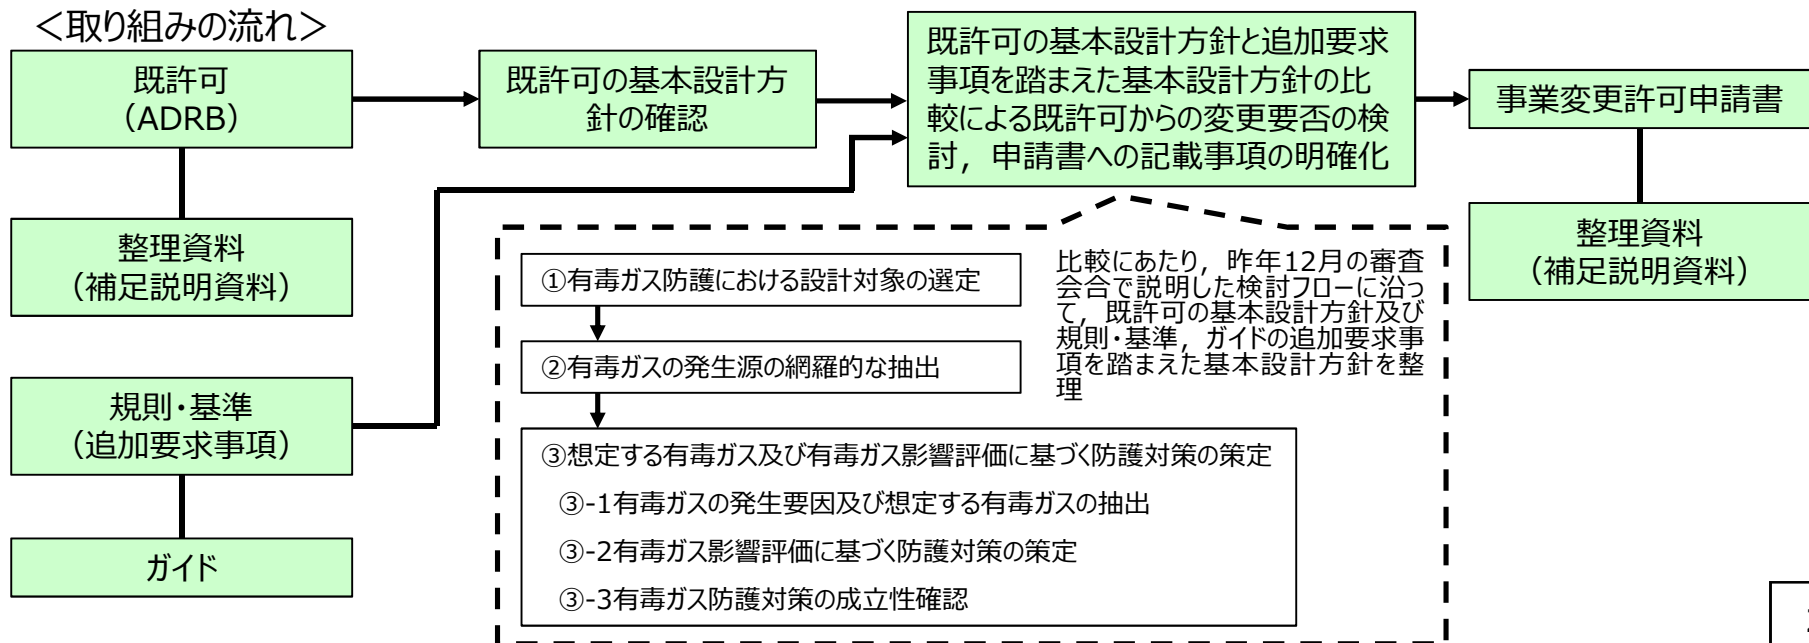 ＜取り組みの流れ＞
既許可
（ADRB）
整理資料
（補足説明資料）
規則・基準
（追加要求事項）
ガイド
既許可の基本設計方
針の確認
既許可の基本設計方針と追加要求
事項を踏まえた基本設計方針の比
較による既許可からの変更要否の検
討，申請書への記載事項の明確化
事業変更許可申請書
整理資料
（補足説明資料）
①有毒ガス防護における設計対象の選定
②有毒ガスの発生源の網羅的な抽出
③想定する有毒ガス及び有毒ガス影響評価に基づく防護対策の策定
③-1有毒ガスの発生要因及び想定する有毒ガスの抽出
③-2有毒ガス影響評価に基づく防護対策の策定
③-3有毒ガス防護対策の成立性確認
比較にあたり，昨年12月の審査
会合で説明した検討フローに沿っ
て，既許可の基本設計方針及び
規則・基準，ガイドの追加要求事
項を踏まえた基本設計方針を整
理